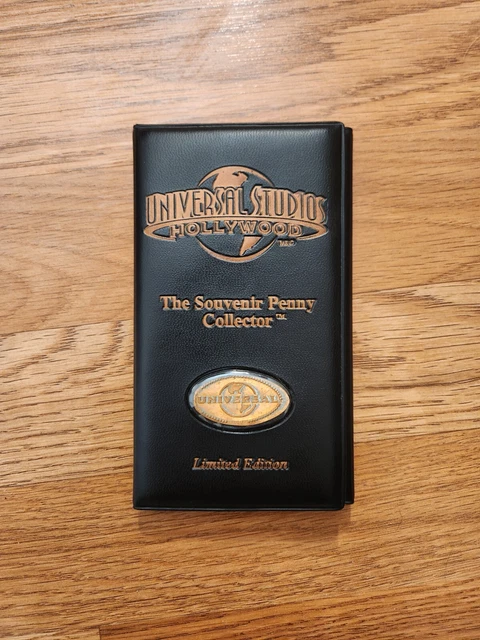 UNIVERSAL STUDIOS
HOLLYWOOD
The Souvenir Penny
Collector™
UNIVERSAL
Limited Edition